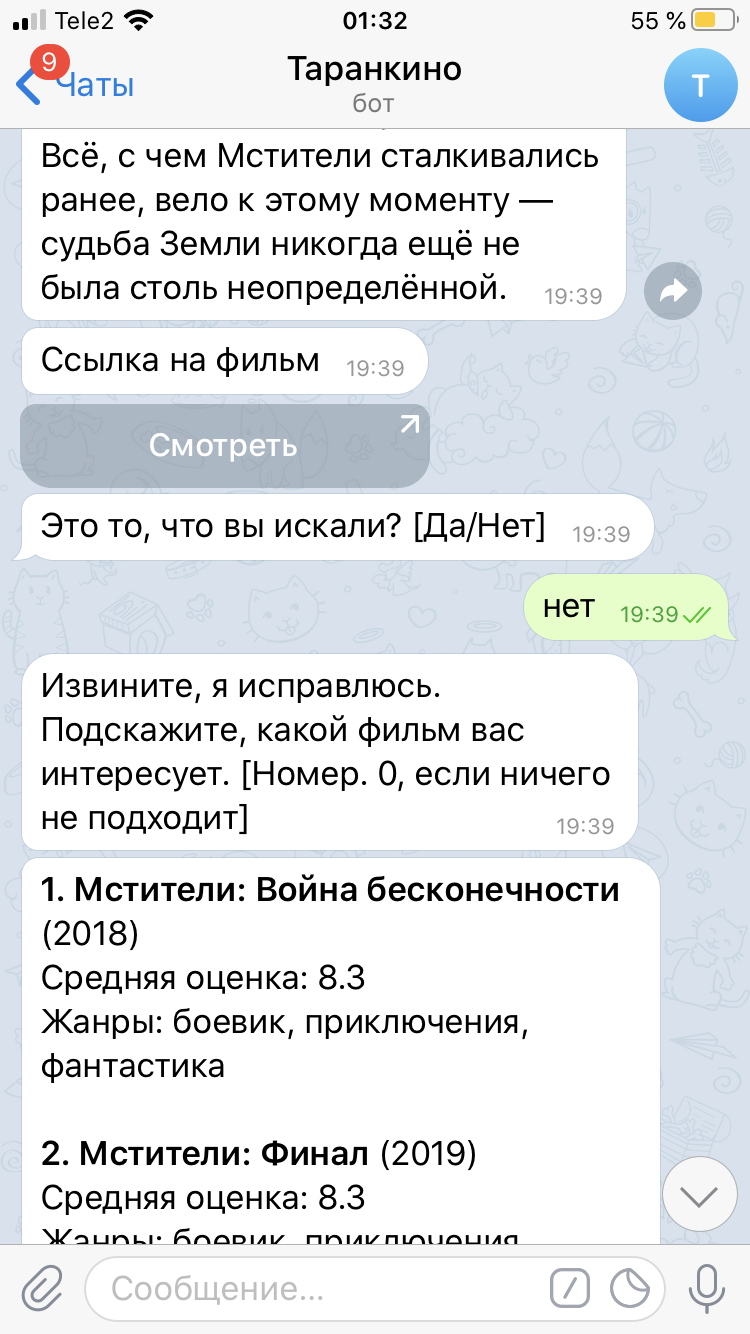 Tele2
01:32
55 %
9
Чаты
Таранкино
бот
Т
Всё, с чем Мстители сталкивались
ранее, вело к этому моменту —
судьба Земли никогда ещё не
была столь неопределённой. 19:39
Ссылка на фильм 19:39
Смотреть
Это то, что вы искали? [Да/Нет] 19:39
нет 19:39
Извините, я исправлюсь.
Подскажите, какой фильм вас
интересует. [Номер. 0, если ничего
не подходит] 19:39
1. Мстители: Война бесконечности
(2018)
Средняя оценка: 8.3
Жанры: боевик, приключения,
фантастика
2. Мстители: Финал (2019)
Средняя оценка: 8.3
Жанры: боевик, приключения,
Сообщение...